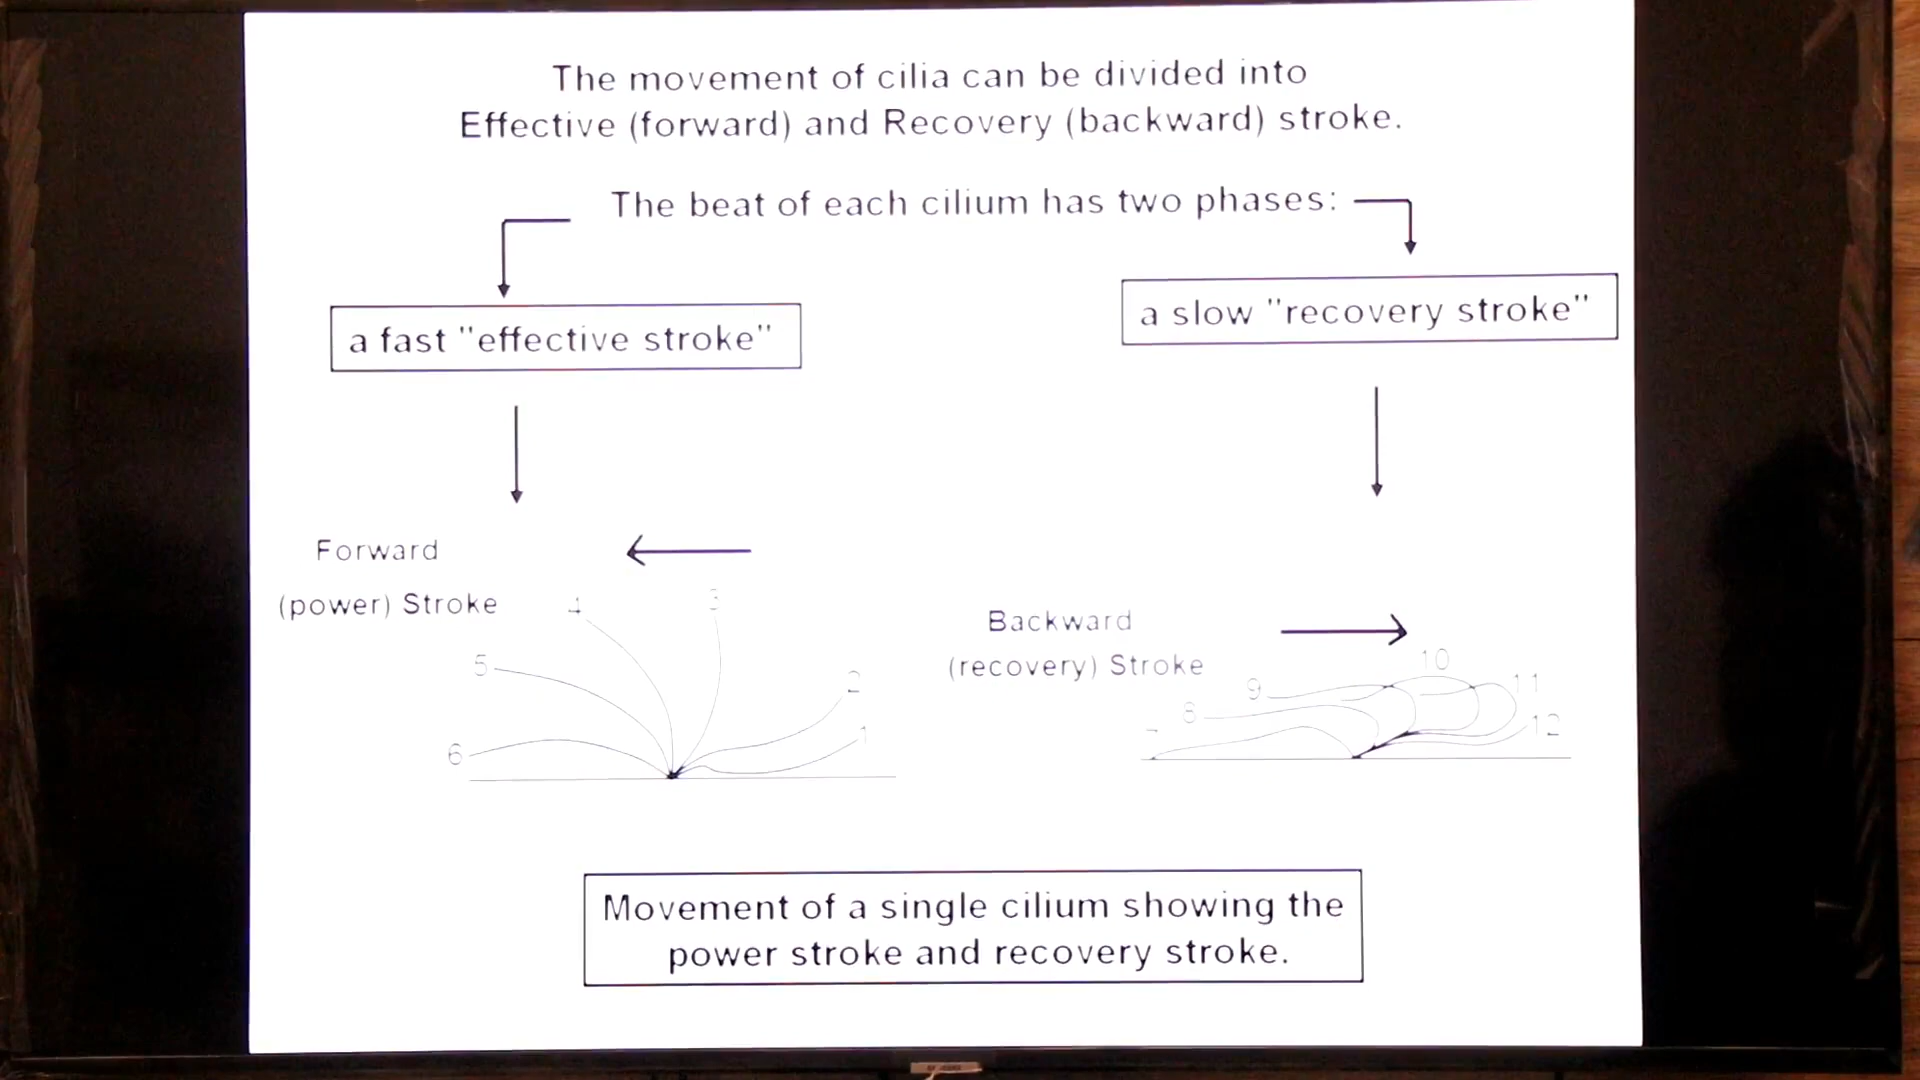 The movement of cilia can be divided into
Effective (forward) and Recovery (backward) stroke.
The beat of each cilium has two phases:
a fast "effective stroke"
a slow "recovery stroke"
Forward
(power) Stroke
4
3
5
2
1
6
Backward
(recovery) Stroke
10
9
11
8
12
Movement of a single cilium showing the
power stroke and recovery stroke.